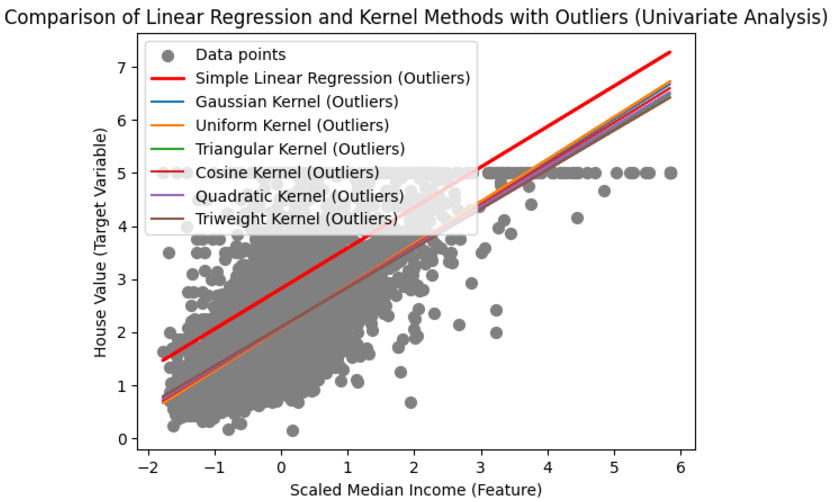 Comparison of Linear Regression and Kernel Methods with Outliers (Univariate Analysis)
Data points
Simple Linear Regression (Outliers)
Gaussian Kernel (Outliers)
Uniform Kernel (Outliers)
Triangular Kernel (Outliers)
Cosine Kernel (Outliers)
Quadratic Kernel (Outliers)
Triweight Kernel (Outliers)
House Value (Target Variable)
7
6
5
4
3
2
1
0
−2 −1 0 1 2 3 4 5 6
Scaled Median Income (Feature)